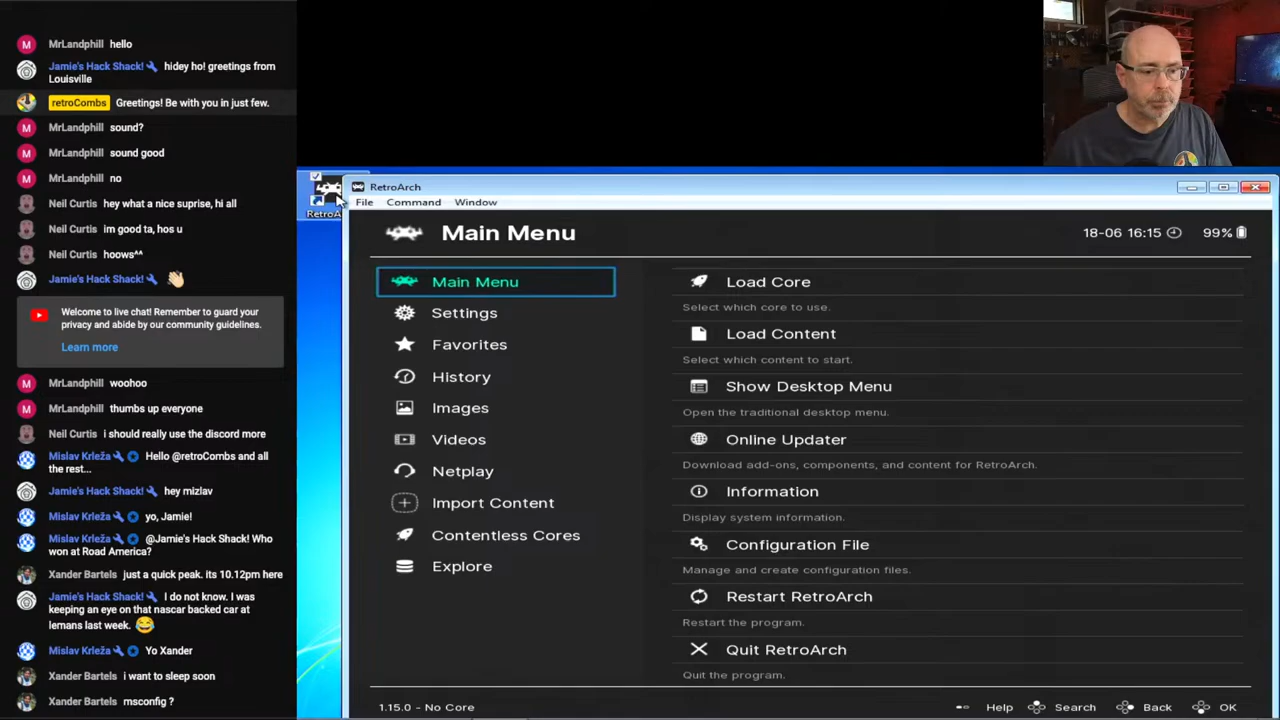 MrLandphill hello
Jamie's Hack Shack! hidey ho! greetings from
Louisville
retroCombs Greetings! Be with you in just few.
MrLandphill sound?
MrLandphill sound good
MrLandphill no
Neil Curtis hey what a nice suprise, hi all
Neil Curtis im good ta, hos u
Neil Curtis hoows^^
Jamie's Hack Shack!
Welcome to live chat! Remember to guard your
privacy and abide by our community guidelines.
Learn more
MrLandphill woohoo
MrLandphill thumbs up everyone
Neil Curtis i should really use the discord more
Mislav Krleža Hello @retroCombs and all
the rest...
Jamie's Hack Shack! hey mizlav
Mislav Krleža yo, Jamie!
Mislav Krleža @Jamie's Hack Shack! Who
won at Road America?
Xander Bartels just a quick peak. its 10.12pm here
Jamie's Hack Shack! I do not know. I was
keeping an eye on that nascar backed car at
lemans last week.
Mislav Krleža Yo Xander
Xander Bartels i want to sleep soon
Xander Bartels msconfig ?
RetroA
RetroArch
File Command Window
Main Menu
18-06 16:15 99%
Main Menu
Settings
Favorites
History
Images
Videos
Netplay
Import Content
Contentless Cores
Explore
Load Core
Select which core to use.
Load Content
Select which content to start.
Show Desktop Menu
Open the traditional desktop menu.
Online Updater
Download add-ons, components, and content for RetroArch.
Information
Display system information.
Configuration File
Manage and create configuration files.
Restart RetroArch
Restart the program.
Quit RetroArch
Quit the program.
1.15.0 - No Core
Help Search Back OK